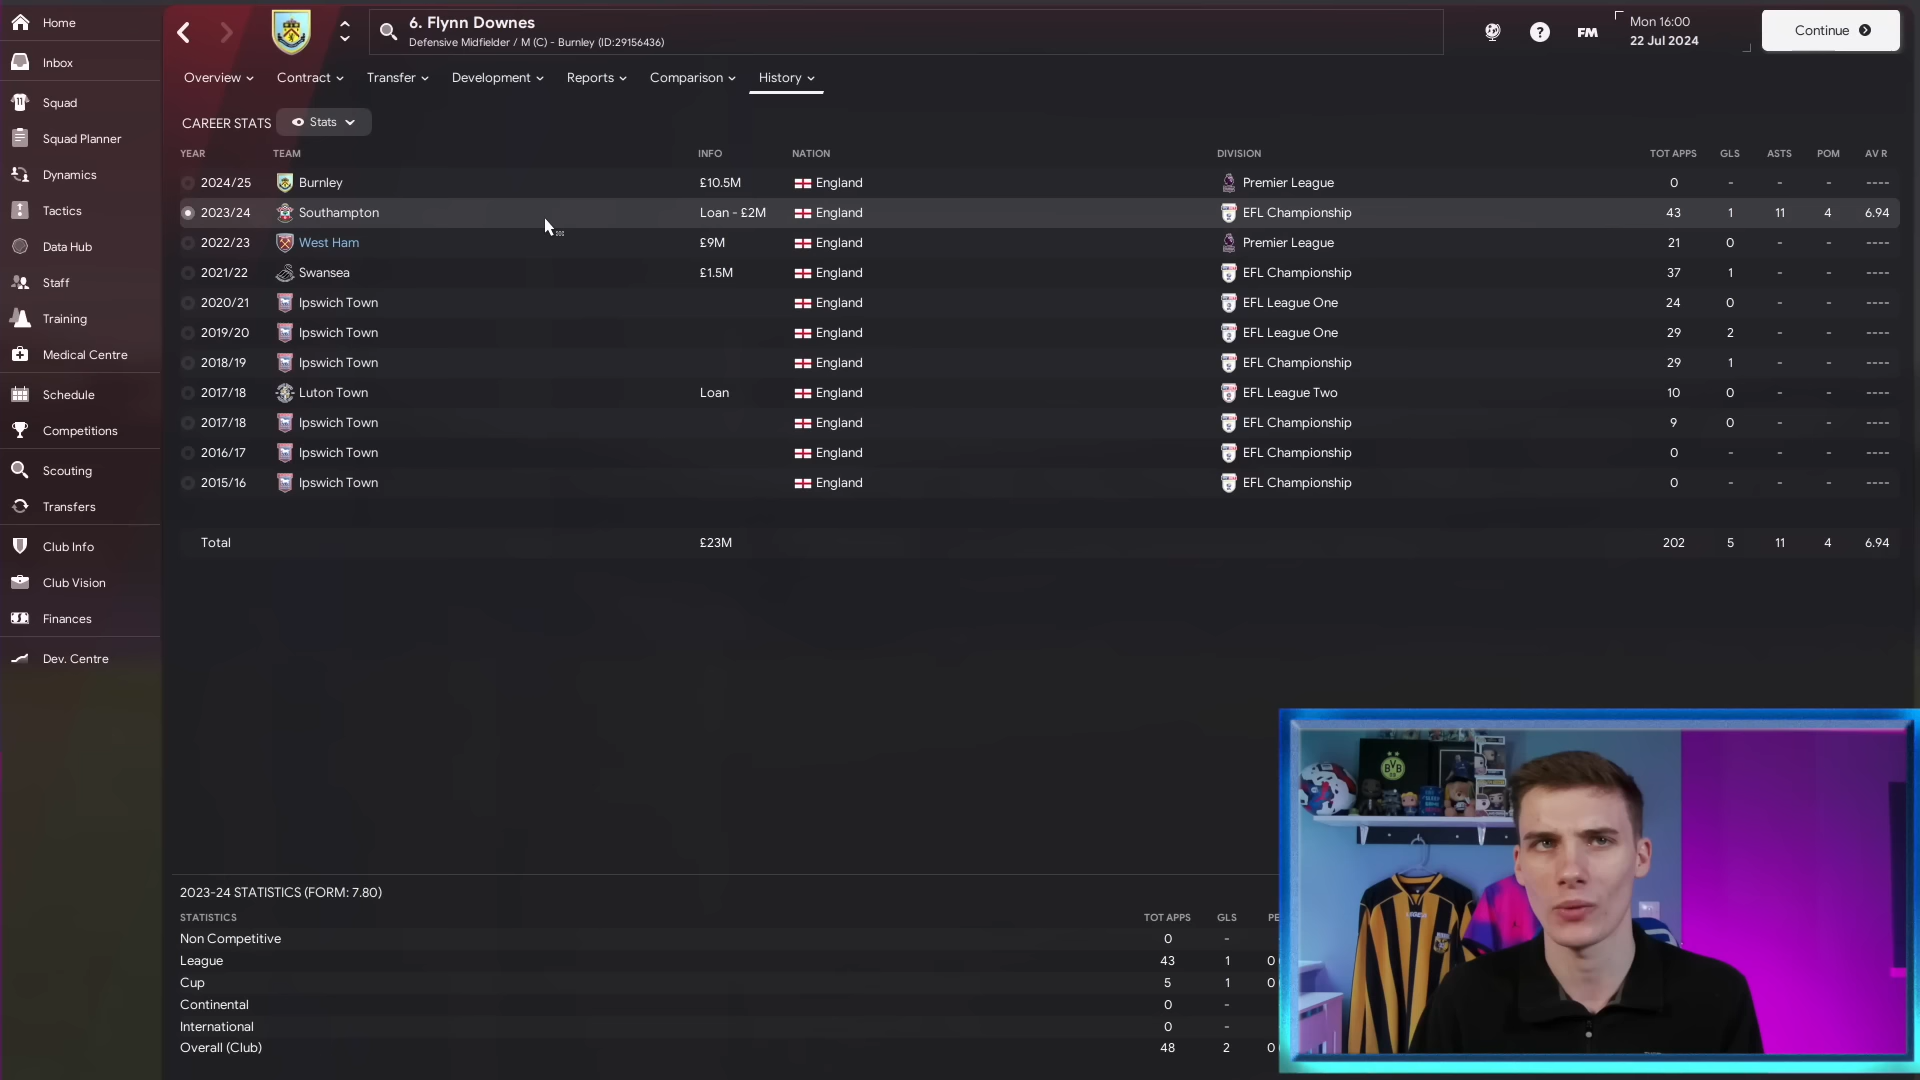 Home
Inbox
Squad
Squad Planner
Dynamics
Tactics
Data Hub
Staff
Training
Medical Centre
Schedule
Competitions
Scouting
Transfers
Club Info
Club Vision
Finances
Dev. Centre
6. Flynn Downes
Defensive Midfielder / M (C) - Burnley (ID:29156436)
FM
Mon 16:00
22 Jul 2024
Continue
Overview Contract Transfer Development Reports Comparison History
CAREER STATS Stats
YEAR TEAM INFO NATION DIVISION TOT APPS GLS ASTS POM AV R
2024/25 Burnley £10.5M England Premier League 0 - - - ----
2023/24 Southampton Loan - £2M England EFL Championship 43 1 11 4 6.94
2022/23 West Ham £9M England Premier League 21 0 - - ----
2021/22 Swansea £1.5M England EFL Championship 37 1 - - ----
2020/21 Ipswich Town England EFL League One 24 0 - - ----
2019/20 Ipswich Town England EFL League One 29 2 - - ----
2018/19 Ipswich Town England EFL Championship 29 1 - - ----
2017/18 Luton Town Loan England EFL League Two 10 0 - - ----
2017/18 Ipswich Town England EFL Championship 9 0 - - ----
2016/17 Ipswich Town England EFL Championship 0 - - - ----
2015/16 Ipswich Town England EFL Championship 0 - - - ----
Total £23M 202 5 11 4 6.94
2023-24 STATISTICS (FORM: 7.80)
STATISTICS TOT APPS GLS PE
Non Competitive 0 -
League 43 1 0
Cup 5 1 0
Continental 0 -
International 0 -
Overall (Club) 48 2 0
BVB
09